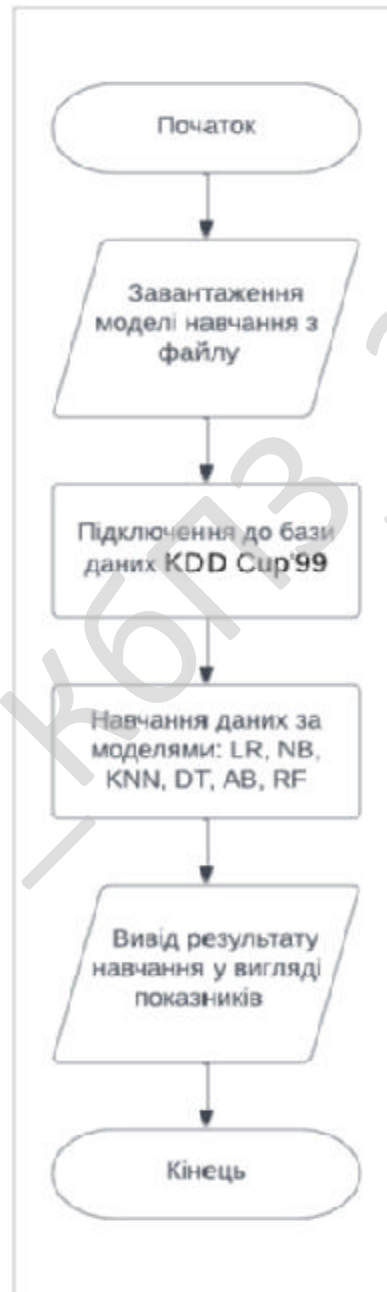 Початок
Завантаження
моделі навчання з
файлу
Підключення до бази
даних KDD Cup'99
Навчання даних за
моделями: LR, NB,
KNN, DT, AB, RF
Вивід результату
навчання у вигляді
показників
Кінець
_КбПЗ